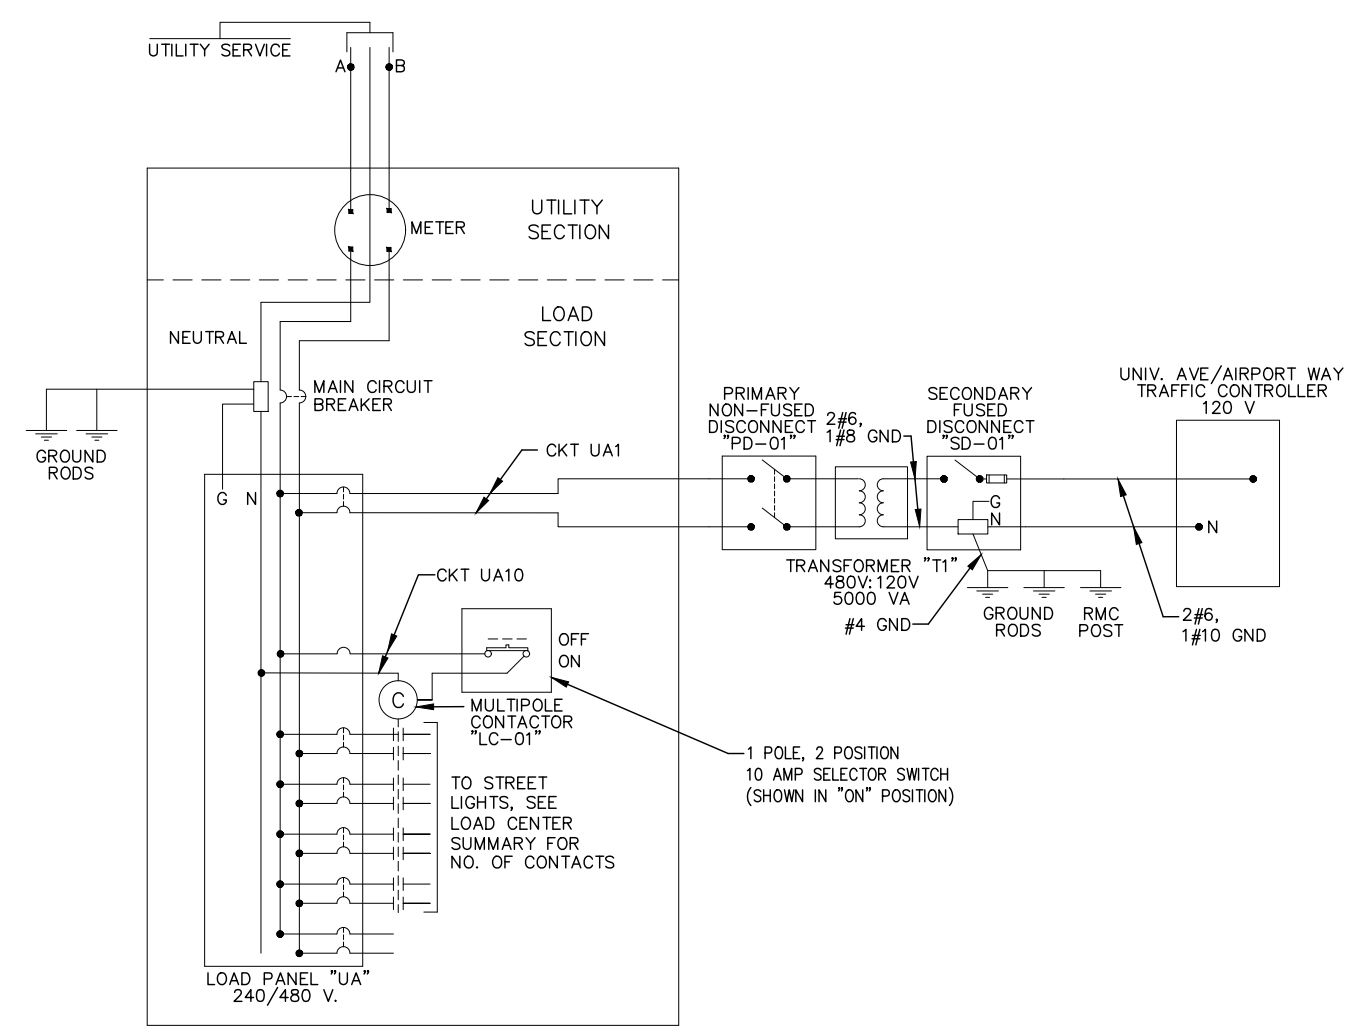 UTILITY SERVICE
A
B
UTILITY
SECTION
METER
LOAD
SECTION
NEUTRAL
MAIN CIRCUIT
BREAKER
GROUND
RODS
G N
CKT UA1
PRIMARY
NON-FUSED
DISCONNECT
"PD-01"
2#6,
1#8 GND
SECONDARY
FUSED
DISCONNECT
"SD-01"
UNIV. AVE/AIRPORT WAY
TRAFFIC CONTROLLER
120 V
G
N
N
TRANSFORMER "T1"
480V:120V
5000 VA
#4 GND
GROUND
RODS
RMC
POST
2#6,
1#10 GND
CKT UA10
OFF
ON
C
MULTIPOLE
CONTACTOR
"LC-01"
1 POLE, 2 POSITION
10 AMP SELECTOR SWITCH
(SHOWN IN "ON" POSITION)
TO STREET
LIGHTS, SEE
LOAD CENTER
SUMMARY FOR
NO. OF CONTACTS
LOAD PANEL "UA"
240/480 V.